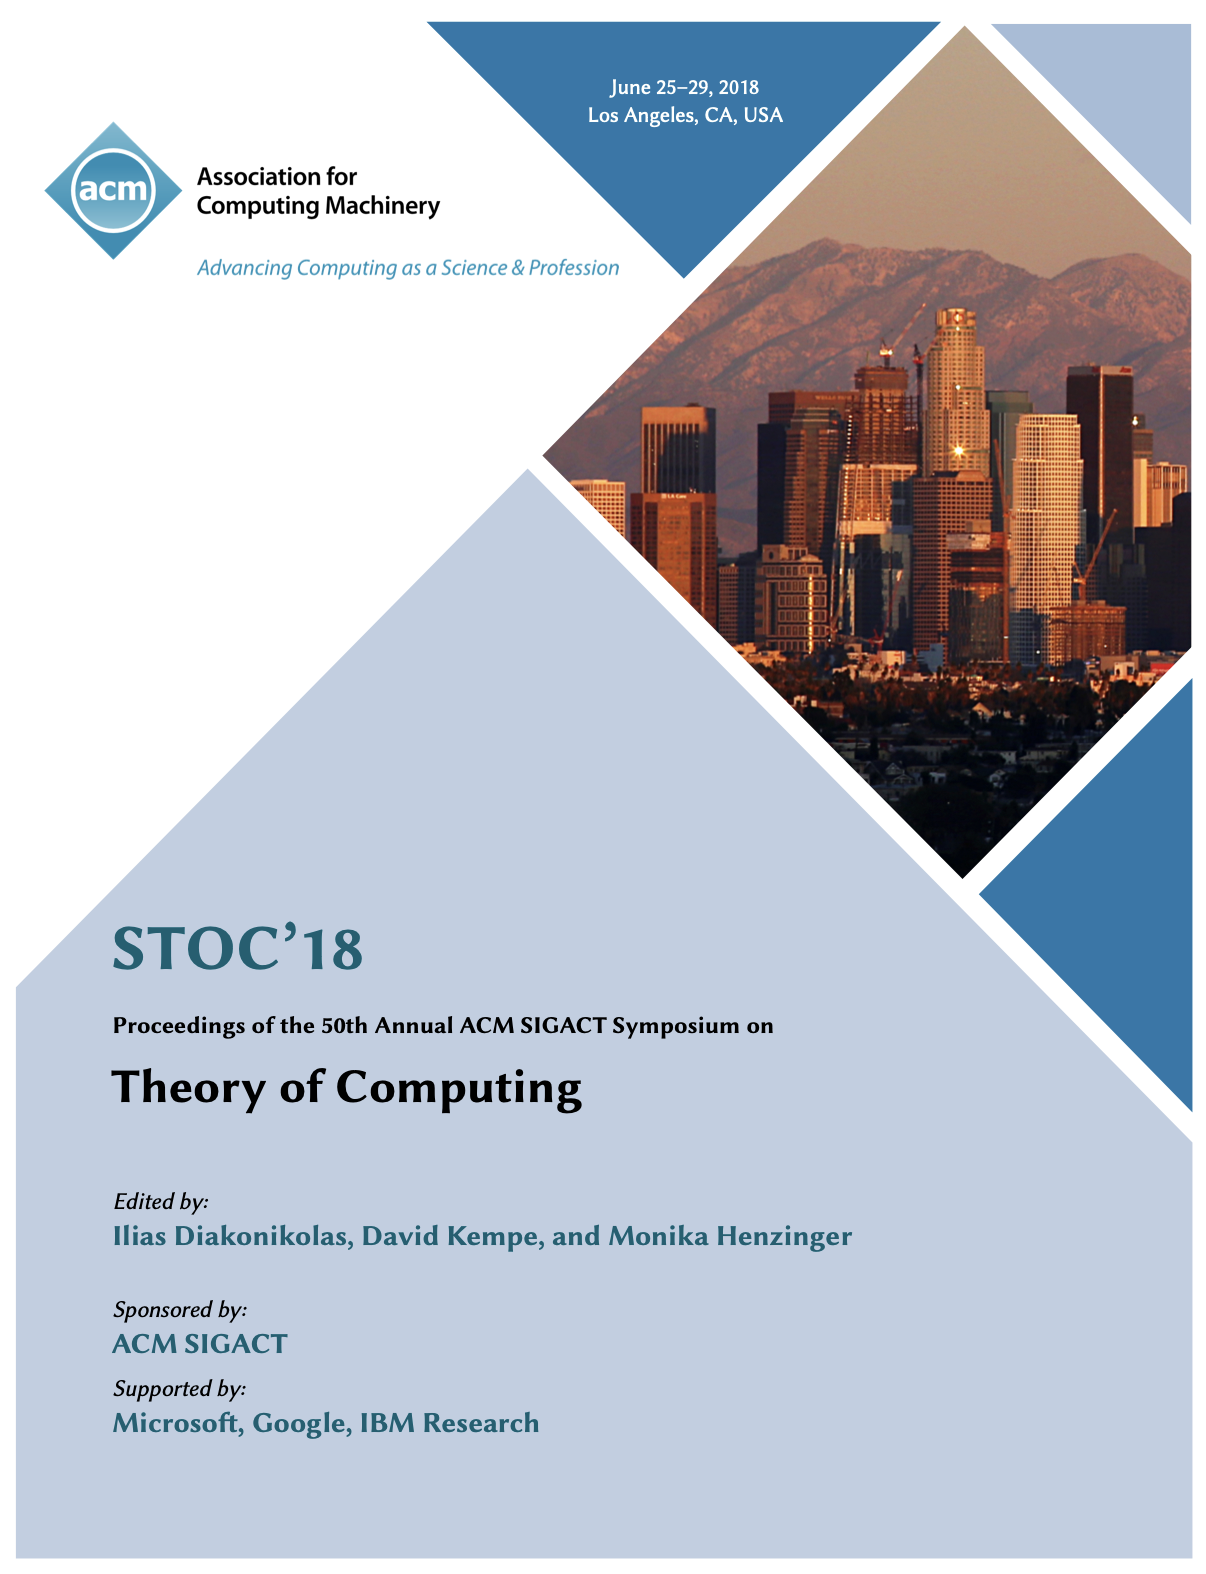 June 25–29, 2018
Los Angeles, CA, USA
acm
Association for
Computing Machinery
Advancing Computing as a Science & Profession
STOC’18
Proceedings of the 50th Annual ACM SIGACT Symposium on
Theory of Computing
Edited by:
Ilias Diakonikolas, David Kempe, and Monika Henzinger
Sponsored by:
ACM SIGACT
Supported by:
Microsoft, Google, IBM Research